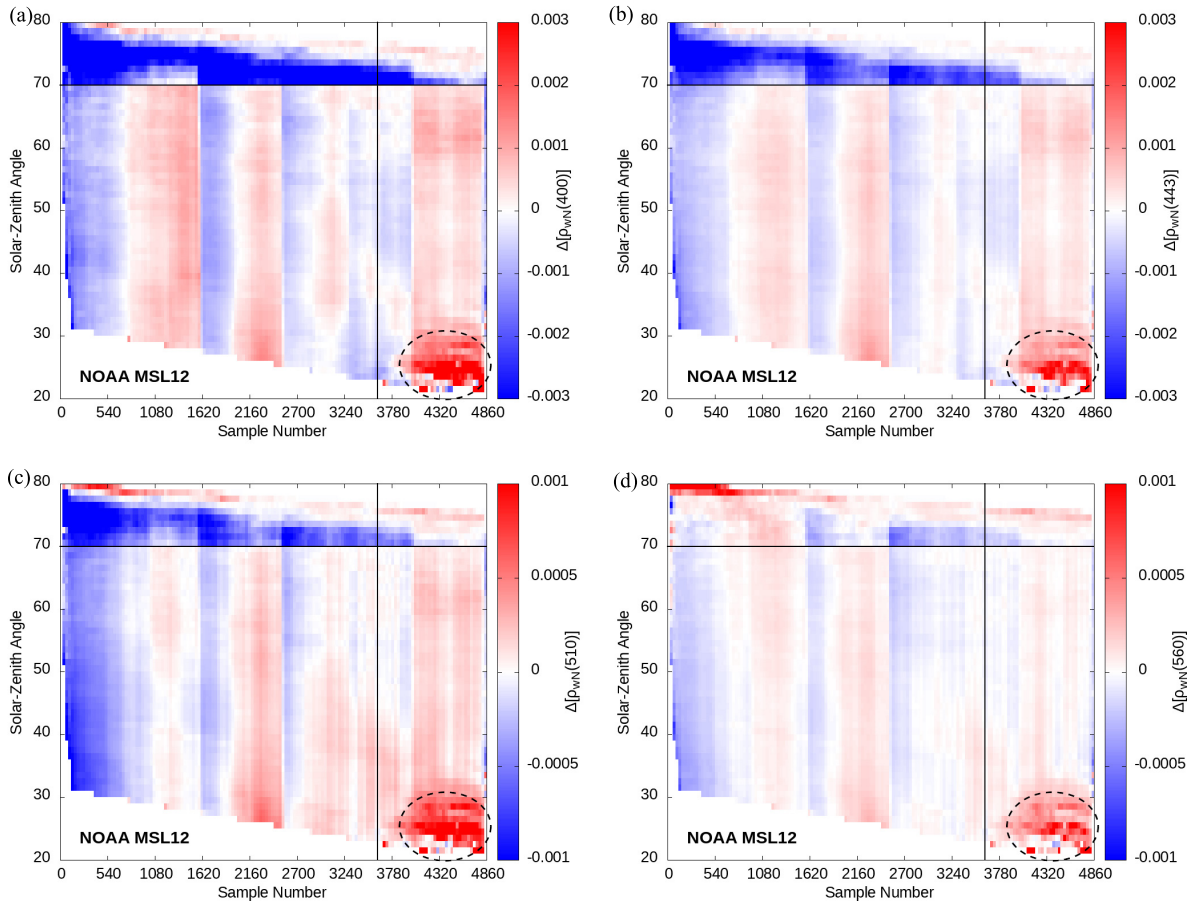 (a)
80
70
60
50
40
30
20
Solar-Zenith Angle
NOAA MSL12
0 540 1080 1620 2160 2700 3240 3780 4320 4860
Sample Number
0.003
0.002
0.001
0
-0.001
-0.002
-0.003
Δ[ρwN(400)]
(b)
80
70
60
50
40
30
20
Solar-Zenith Angle
NOAA MSL12
0 540 1080 1620 2160 2700 3240 3780 4320 4860
Sample Number
0.003
0.002
0.001
0
-0.001
-0.002
-0.003
Δ[ρwN(443)]
(c)
80
70
60
50
40
30
20
Solar-Zenith Angle
NOAA MSL12
0 540 1080 1620 2160 2700 3240 3780 4320 4860
Sample Number
0.001
0.0005
0
-0.0005
-0.001
Δ[ρwN(510)]
(d)
80
70
60
50
40
30
20
Solar-Zenith Angle
NOAA MSL12
0 540 1080 1620 2160 2700 3240 3780 4320 4860
Sample Number
0.001
0.0005
0
-0.0005
-0.001
Δ[ρwN(560)]